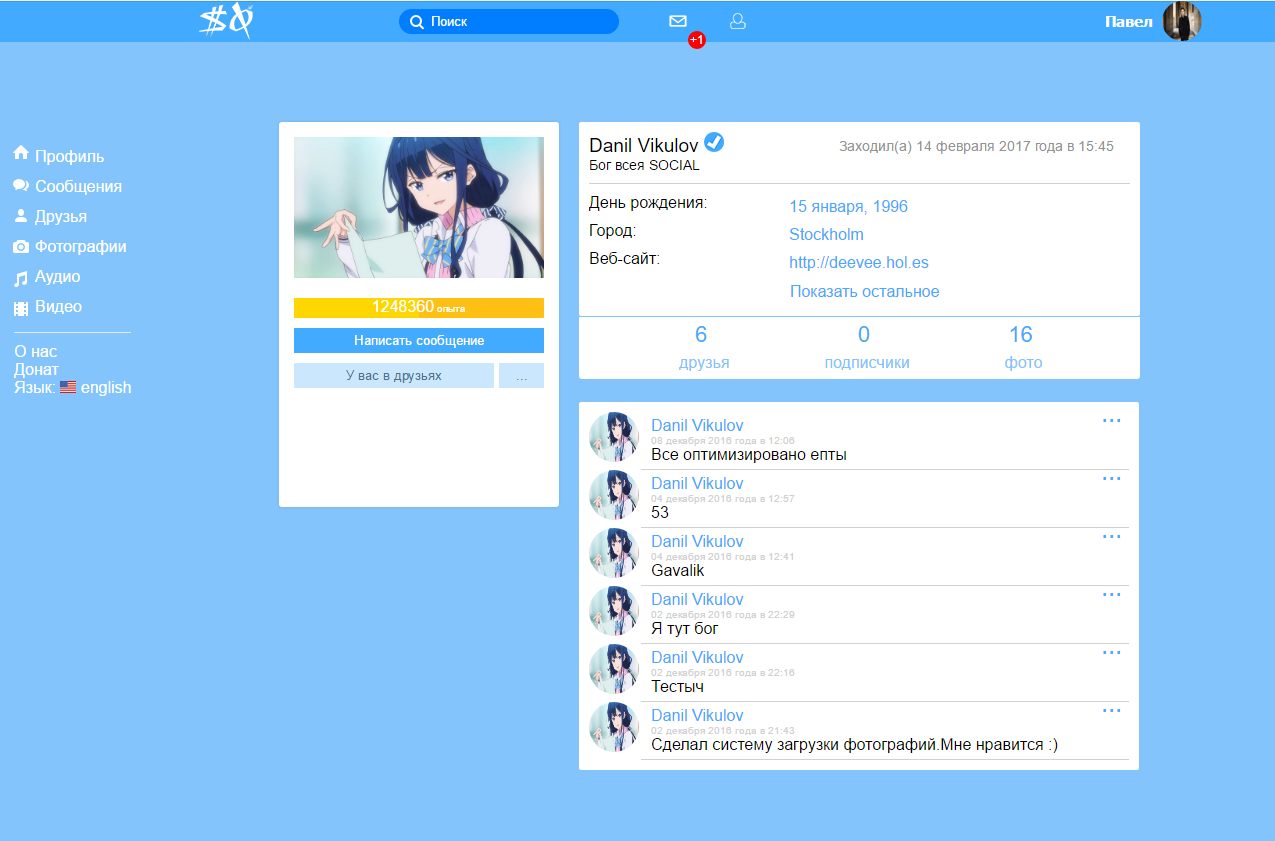 Поиск
+1
Павел
Профиль
Сообщения
Друзья
Фотографии
Аудио
Видео
О нас
Донат
Язык: english
1248360 опыта
Написать сообщение
У вас в друзьях ...
Danil Vikulov
Заходил(а) 14 февраля 2017 года в 15:45
Бог всея SOCIAL
День рождения: 15 января, 1996
Город: Stockholm
Веб-сайт: http://deevee.hol.es
Показать остальное
6 0 16
друзья подписчики фото
Danil Vikulov ...
08 декабря 2016 года в 12:06
Все оптимизировано епты
Danil Vikulov ...
04 декабря 2016 года в 12:57
53
Danil Vikulov ...
04 декабря 2016 года в 12:41
Gavalik
Danil Vikulov ...
02 декабря 2016 года в 22:29
Я тут бог
Danil Vikulov ...
02 декабря 2016 года в 22:16
Тестыч
Danil Vikulov ...
02 декабря 2016 года в 21:43
Сделал систему загрузки фотографий.Мне нравится :)